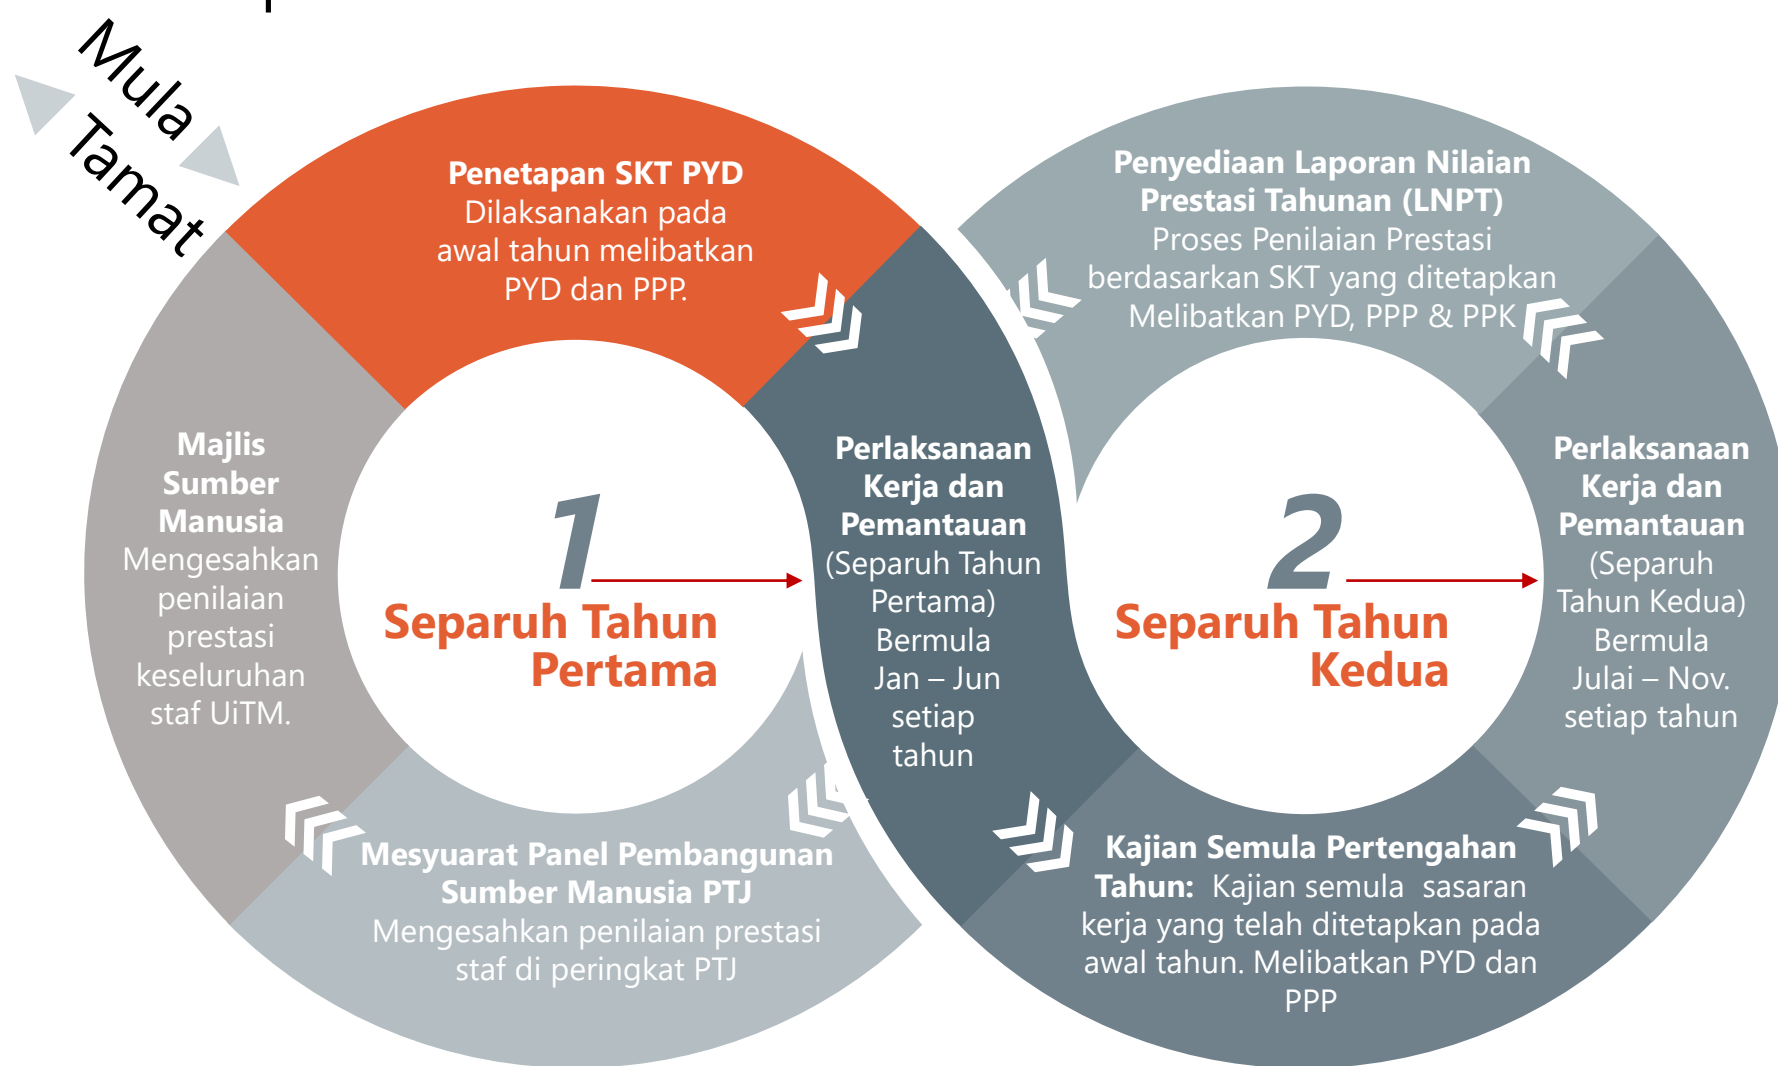 Mula
Tamat
Penetapan SKT PYD
Dilaksanakan pada
awal tahun melibatkan
PYD dan PPP.
Perlaksanaan
Kerja dan
Pemantauan
(Separuh Tahun
Pertama)
Bermula
Jan – Jun
setiap
tahun
Kajian Semula Pertengahan
Tahun: Kajian semula sasaran
kerja yang telah ditetapkan pada
awal tahun. Melibatkan PYD dan
PPP
Perlaksanaan
Kerja dan
Pemantauan
(Separuh
Tahun Kedua)
Bermula
Julai – Nov.
setiap tahun
Penyediaan Laporan Nilaian
Prestasi Tahunan (LNPT)
Proses Penilaian Prestasi
berdasarkan SKT yang ditetapkan
Melibatkan PYD, PPP & PPK
Mesyuarat Panel Pembangunan
Sumber Manusia PTJ
Mengesahkan penilaian prestasi
staf di peringkat PTJ
Majlis
Sumber
Manusia
Mengesahkan
penilaian
prestasi
keseluruhan
staf UiTM.
1
Separuh Tahun
Pertama
2
Separuh Tahun
Kedua